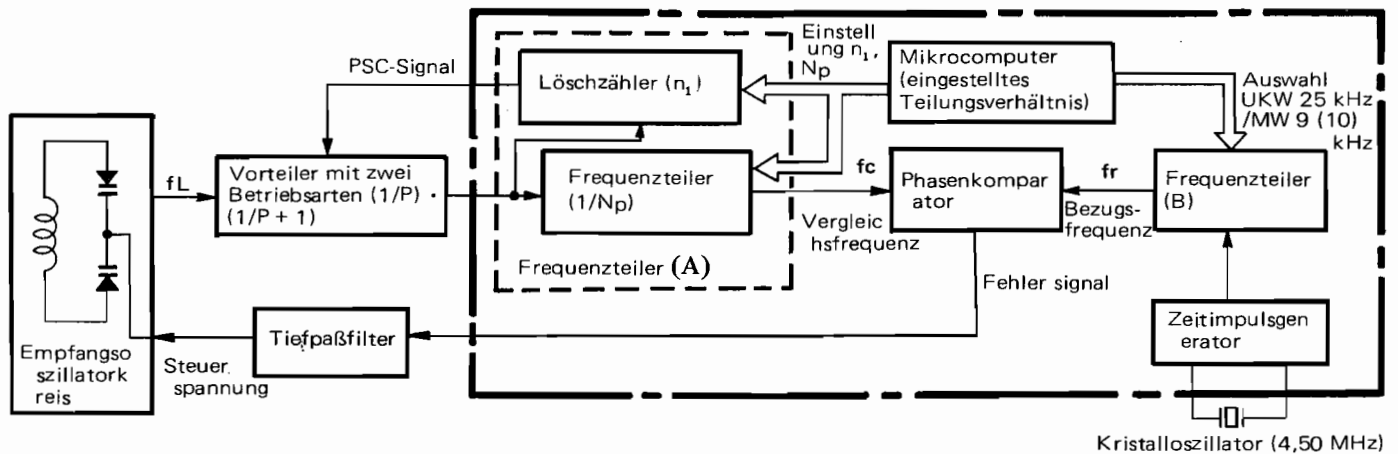 PSC-Signal
Löschzähler (n₁)
Einstell
ung n₁,
Np
Mikrocomputer
(eingestelltes
Teilungsverhältnis)
Auswahl
UKW 25 kHz
/MW 9 (10)
kHz
fL
Vorteiler mit zwei
Betriebsarten (1/P) ·
(1/P + 1)
Frequenzteiler
(1/Np)
fc
Vergleic
hsfrequenz
Phasenkompar
ator
fr
Bezugs-
frequenz
Frequenzteiler
(B)
Frequenzteiler (A)
Fehler signal
Empfangso
szillatork
reis
Steuer.
spannung
Tiefpaßfilter
Zeitimpulsgen
erator
Kristalloszillator (4,50 MHz)